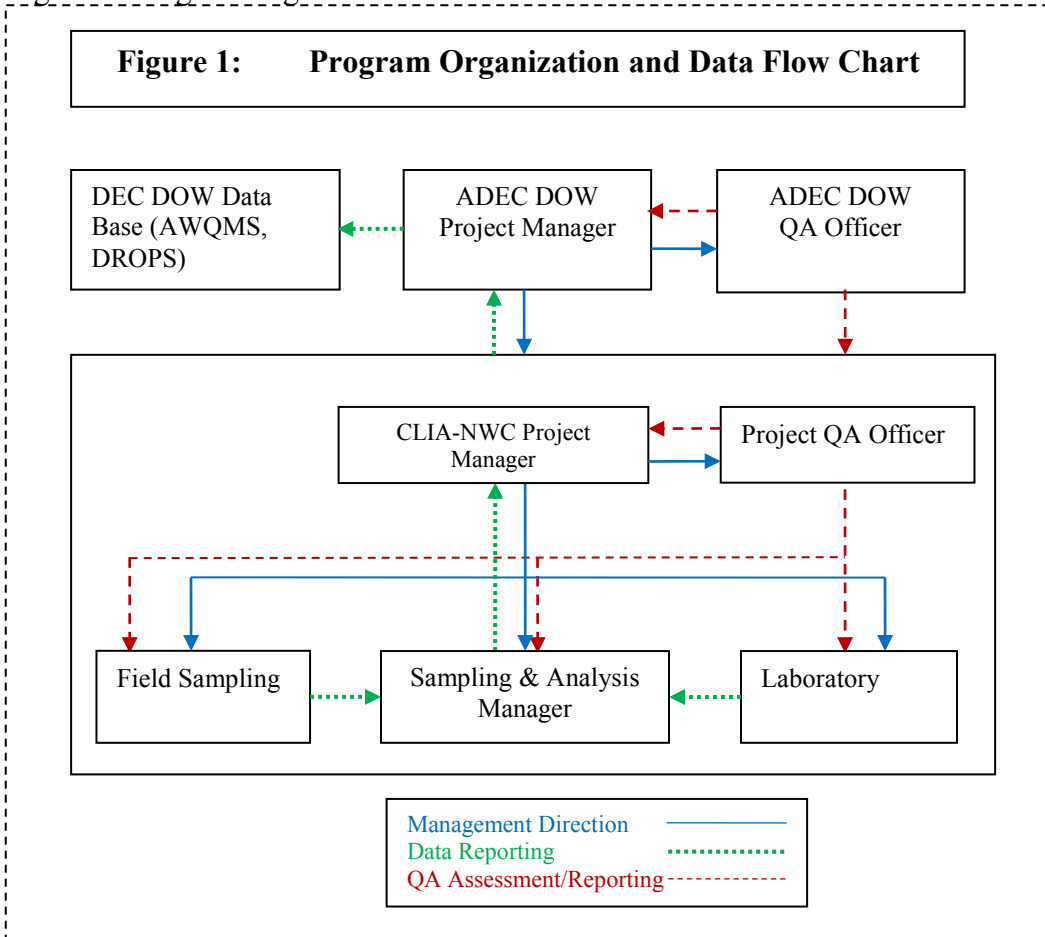 Figure 1: Program Organization and Data Flow Chart
DEC DOW Data
Base (AWQMS,
DROPS)
ADEC DOW
Project Manager
ADEC DOW
QA Officer
CLIA-NWC Project
Manager
Project QA Officer
Field Sampling
Sampling & Analysis
Manager
Laboratory
Management Direction
Data Reporting
QA Assessment/Reporting